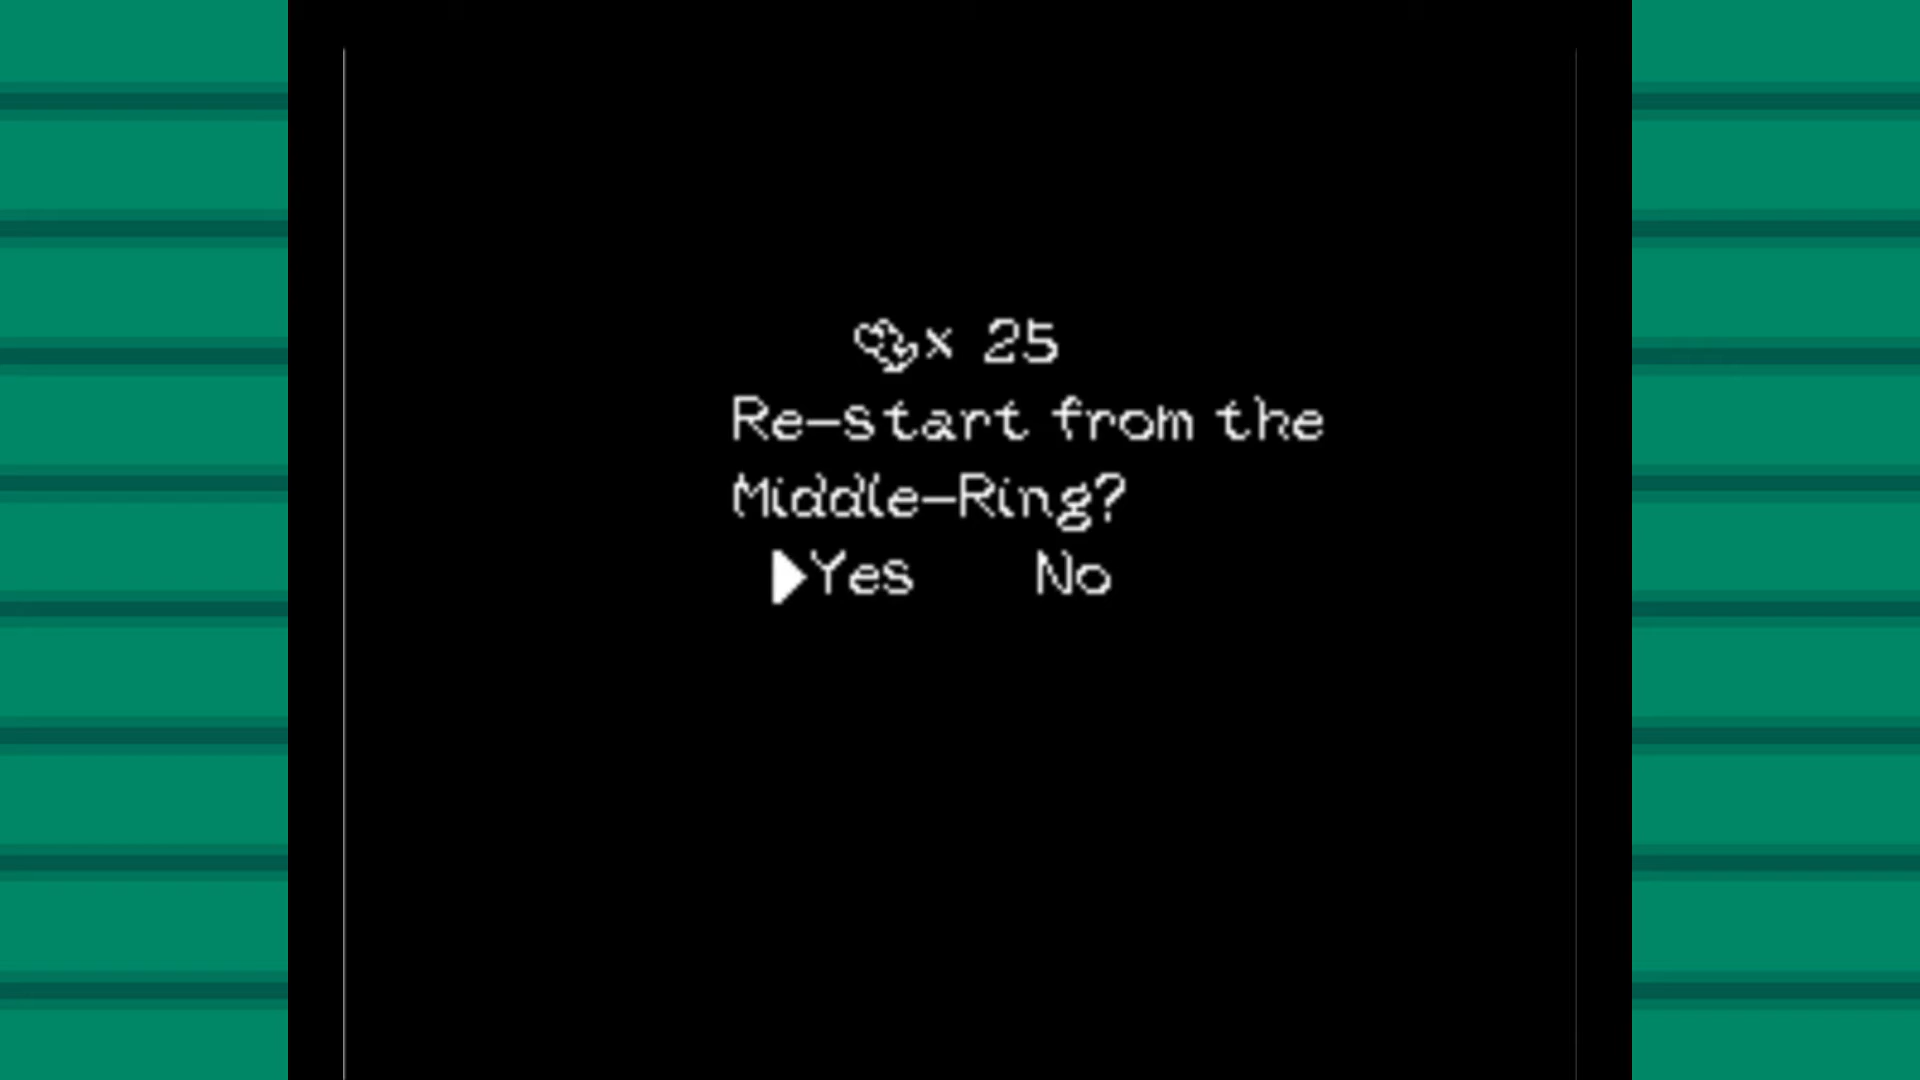 x 25
Re-start from the
Middle-Ring?
Yes No